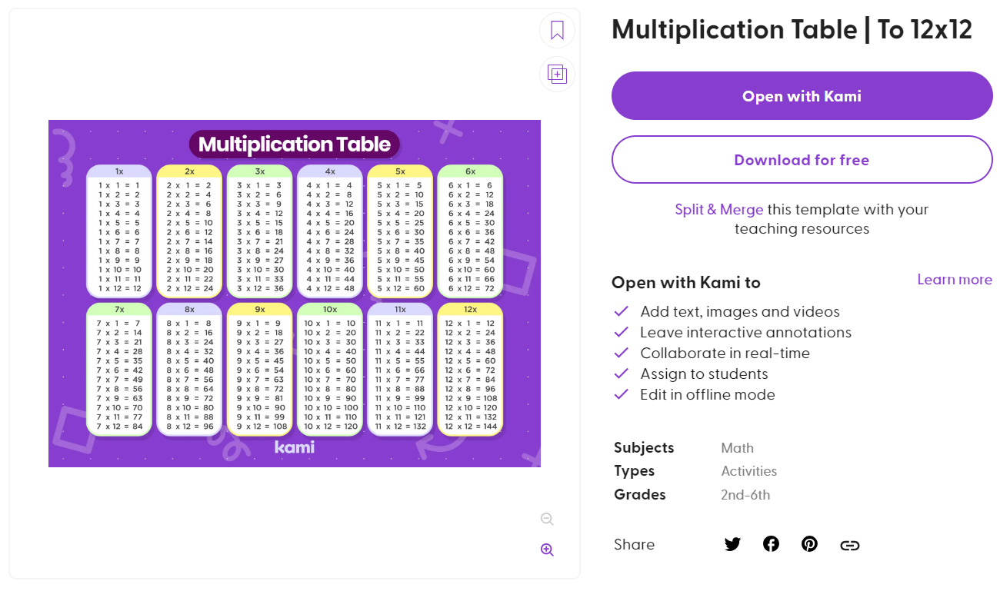 Multiplication Table
1x
1 x 1 = 1
1 x 2 = 2
1 x 3 = 3
1 x 4 = 4
1 x 5 = 5
1 x 6 = 6
1 x 7 = 7
1 x 8 = 8
1 x 9 = 9
1 x 10 = 10
1 x 11 = 11
1 x 12 = 12
2x
2 x 1 = 2
2 x 2 = 4
2 x 3 = 6
2 x 4 = 8
2 x 5 = 10
2 x 6 = 12
2 x 7 = 14
2 x 8 = 16
2 x 9 = 18
2 x 10 = 20
2 x 11 = 22
2 x 12 = 24
3x
3 x 1 = 3
3 x 2 = 6
3 x 3 = 9
3 x 4 = 12
3 x 5 = 15
3 x 6 = 18
3 x 7 = 21
3 x 8 = 24
3 x 9 = 27
3 x 10 = 30
3 x 11 = 33
3 x 12 = 36
4x
4 x 1 = 4
4 x 2 = 8
4 x 3 = 12
4 x 4 = 16
4 x 5 = 20
4 x 6 = 24
4 x 7 = 28
4 x 8 = 32
4 x 9 = 36
4 x 10 = 40
4 x 11 = 44
4 x 12 = 48
5x
5 x 1 = 5
5 x 2 = 10
5 x 3 = 15
5 x 4 = 20
5 x 5 = 25
5 x 6 = 30
5 x 7 = 35
5 x 8 = 40
5 x 9 = 45
5 x 10 = 50
5 x 11 = 55
5 x 12 = 60
6x
6 x 1 = 6
6 x 2 = 12
6 x 3 = 18
6 x 4 = 24
6 x 5 = 30
6 x 6 = 36
6 x 7 = 42
6 x 8 = 48
6 x 9 = 54
6 x 10 = 60
6 x 11 = 66
6 x 12 = 72
7x
7 x 1 = 7
7 x 2 = 14
7 x 3 = 21
7 x 4 = 28
7 x 5 = 35
7 x 6 = 42
7 x 7 = 49
7 x 8 = 56
7 x 9 = 63
7 x 10 = 70
7 x 11 = 77
7 x 12 = 84
8x
8 x 1 = 8
8 x 2 = 16
8 x 3 = 24
8 x 4 = 32
8 x 5 = 40
8 x 6 = 48
8 x 7 = 56
8 x 8 = 64
8 x 9 = 72
8 x 10 = 80
8 x 11 = 88
8 x 12 = 96
9x
9 x 1 = 9
9 x 2 = 18
9 x 3 = 27
9 x 4 = 36
9 x 5 = 45
9 x 6 = 54
9 x 7 = 63
9 x 8 = 72
9 x 9 = 81
9 x 10 = 90
9 x 11 = 99
9 x 12 = 108
10x
10 x 1 = 10
10 x 2 = 20
10 x 3 = 30
10 x 4 = 40
10 x 5 = 50
10 x 6 = 60
10 x 7 = 70
10 x 8 = 80
10 x 9 = 90
10 x 10 = 100
10 x 11 = 110
10 x 12 = 120
11x
11 x 1 = 11
11 x 2 = 22
11 x 3 = 33
11 x 4 = 44
11 x 5 = 55
11 x 6 = 66
11 x 7 = 77
11 x 8 = 88
11 x 9 = 99
11 x 10 = 110
11 x 11 = 121
11 x 12 = 132
12x
12 x 1 = 12
12 x 2 = 24
12 x 3 = 36
12 x 4 = 48
12 x 5 = 60
12 x 6 = 72
12 x 7 = 84
12 x 8 = 96
12 x 9 = 108
12 x 10 = 120
12 x 11 = 132
12 x 12 = 144
kami
Multiplication Table | To 12x12
Open with Kami
Download for free
Split & Merge this template with your
teaching resources
Open with Kami to
Learn more
Add text, images and videos
Leave interactive annotations
Collaborate in real-time
Assign to students
Edit in offline mode
Subjects Math
Types Activities
Grades 2nd-6th
Share